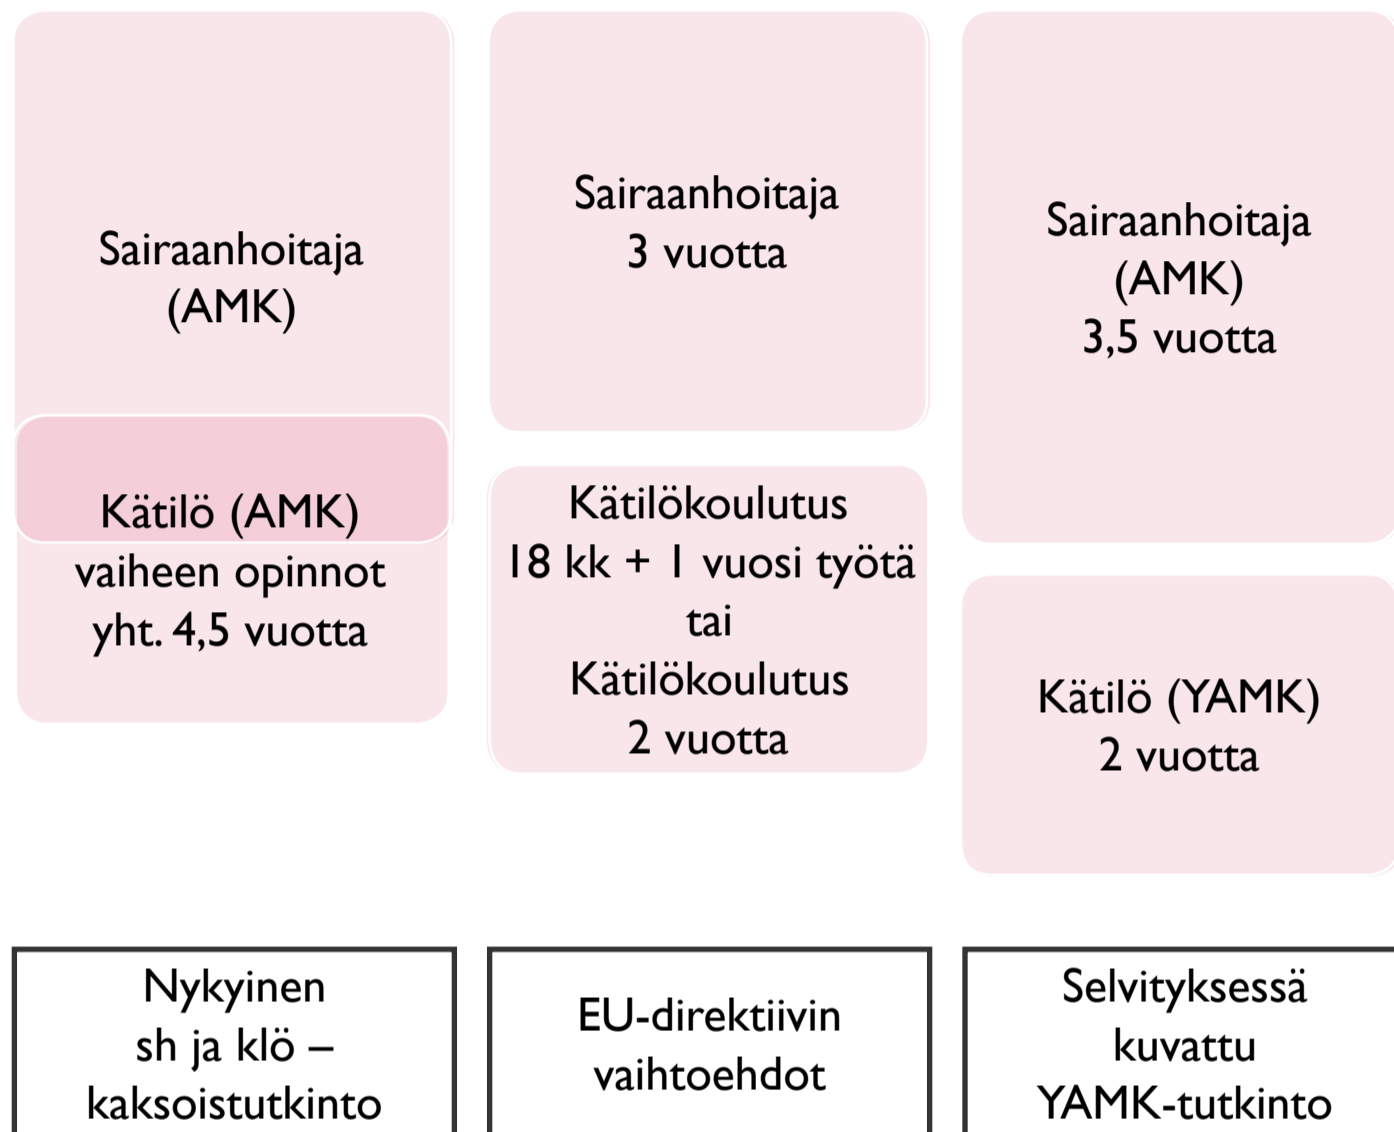 Sairaanhoitaja
(AMK)
Kätilö (AMK)
vaiheen opinnot
yht. 4,5 vuotta
Nykyinen
sh ja klö –
kaksoistutkinto
Sairaanhoitaja
3 vuotta
Kätilökoulutus
18 kk + 1 vuosi työtä
tai
Kätilökoulutus
2 vuotta
EU-direktiivin
vaihtoehdot
Sairaanhoitaja
(AMK)
3,5 vuotta
Kätilö (YAMK)
2 vuotta
Selvityksessä
kuvattu
YAMK-tutkinto